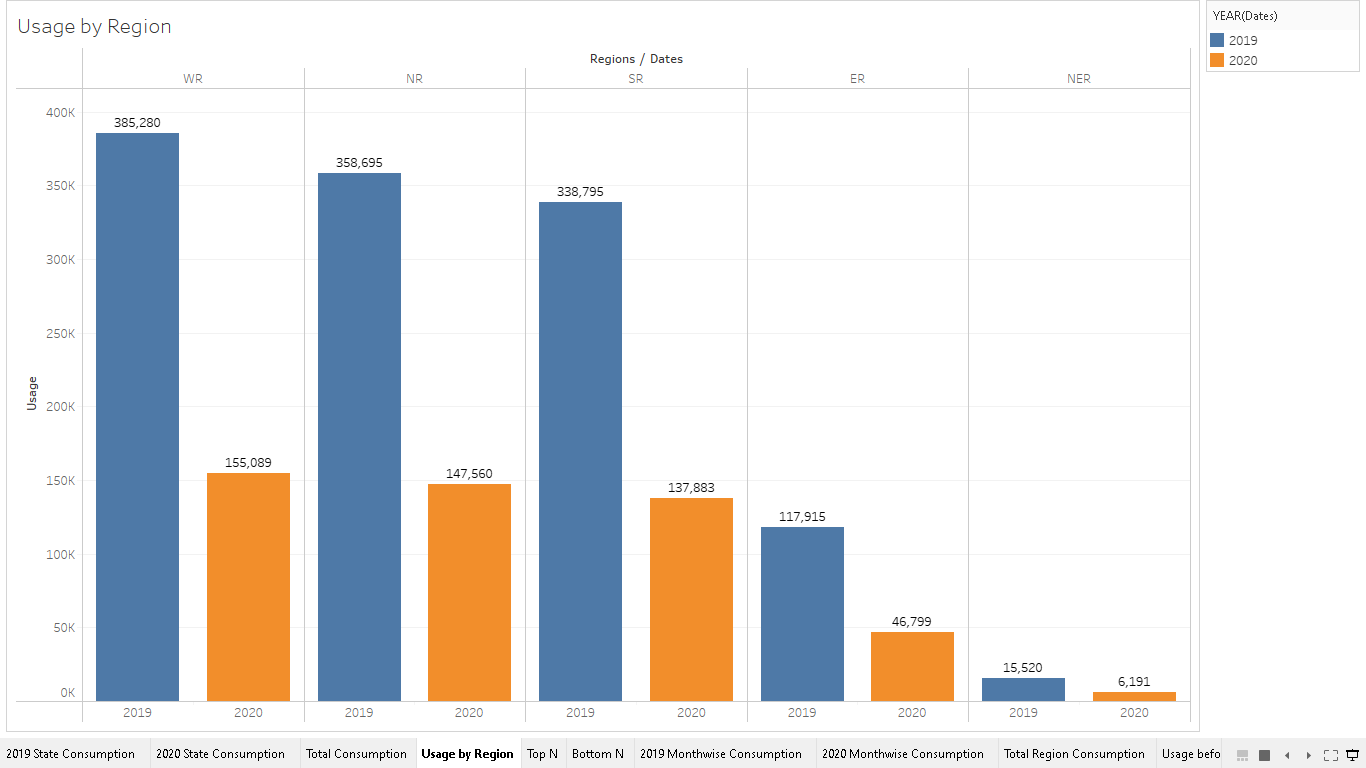 Usage by Region
YEAR(Dates)
2019
2020
Regions / Dates
WR NR SR ER NER
400K
350K
300K
250K
200K
150K
100K
50K
0K
Usage
385,280
155,089
358,695
147,560
338,795
137,883
117,915
46,799
15,520
6,191
2019 2020 2019 2020 2019 2020 2019 2020 2019 2020
2019 State Consumption 2020 State Consumption Total Consumption Usage by Region Top N Bottom N 2019 Monthwise Consumption 2020 Monthwise Consumption Total Region Consumption Usage befo